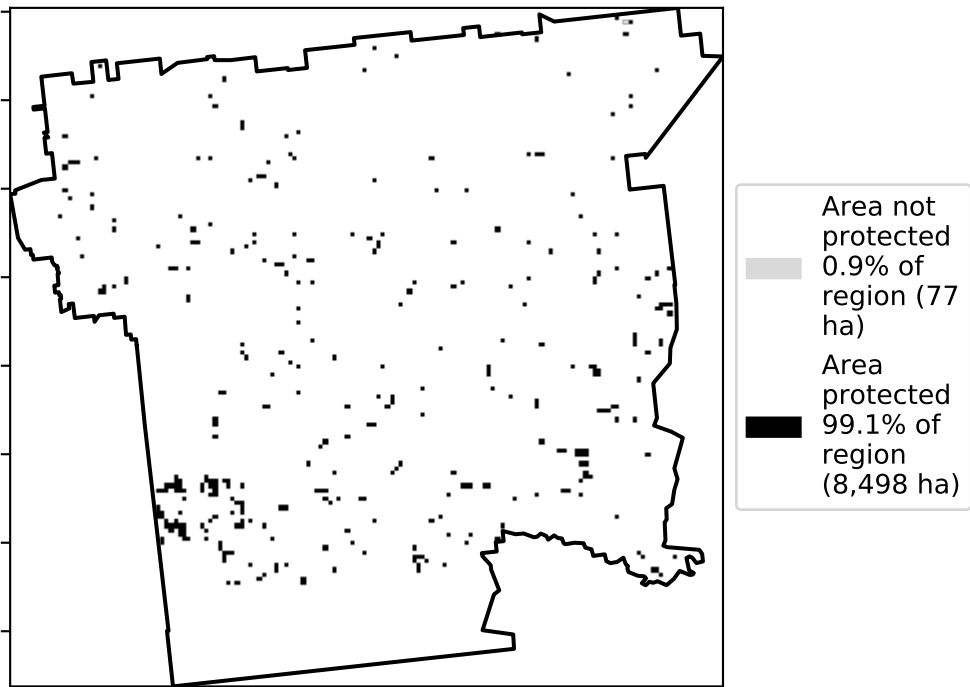 Area not
protected
0.9% of
region (77
ha)
Area
protected
99.1% of
region
(8,498 ha)